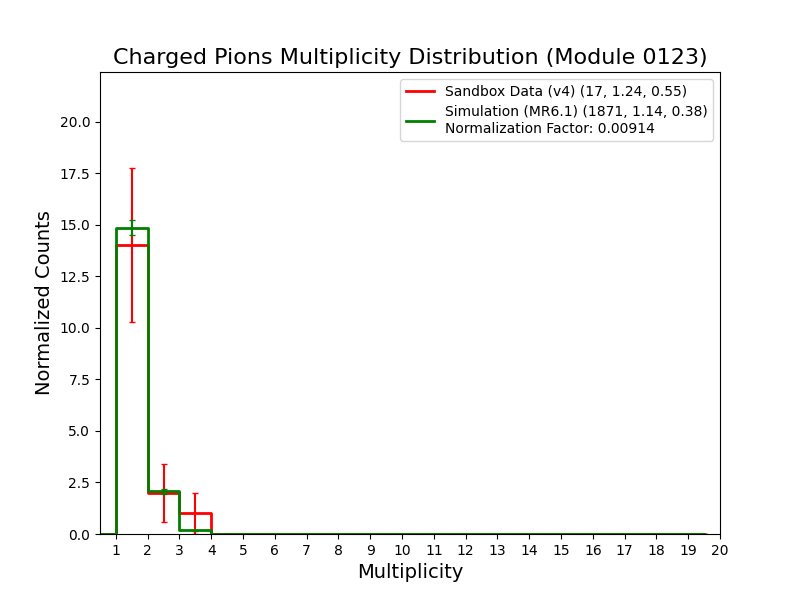 Charged Pions Multiplicity Distribution (Module 0123)
Sandbox Data (v4) (17, 1.24, 0.55)
Simulation (MR6.1) (1871, 1.14, 0.38)
Normalization Factor: 0.00914
Normalized Counts
20.0
17.5
15.0
12.5
10.0
7.5
5.0
2.5
0.0
1 2 3 4 5 6 7 8 9 10 11 12 13 14 15 16 17 18 19 20
Multiplicity